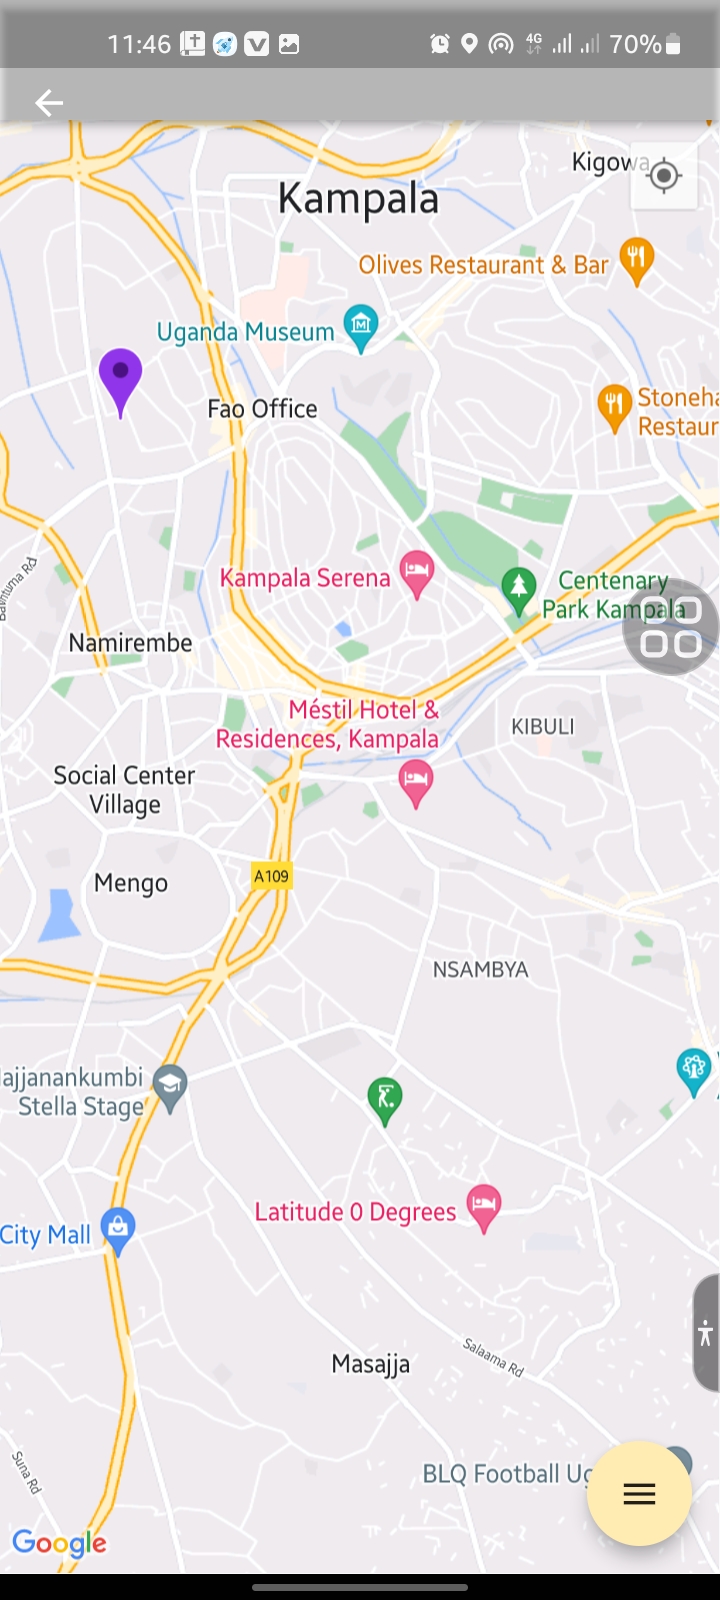 11:46
4G
70%
Kigowa
Kampala
Olives Restaurant & Bar
Uganda Museum
Fao Office
Stoneha
Restaur
Kampala Serena
Centenary
Park Kampala
Namirembe
Méstil Hotel &
Residences, Kampala
KIBULI
Social Center
Village
Mengo
A109
NSAMBYA
ajjanankumbi
Stella Stage
Latitude 0 Degrees
City Mall
Salaama Rd
Masajja
Suna Rd
BLQ Football Ug
Google